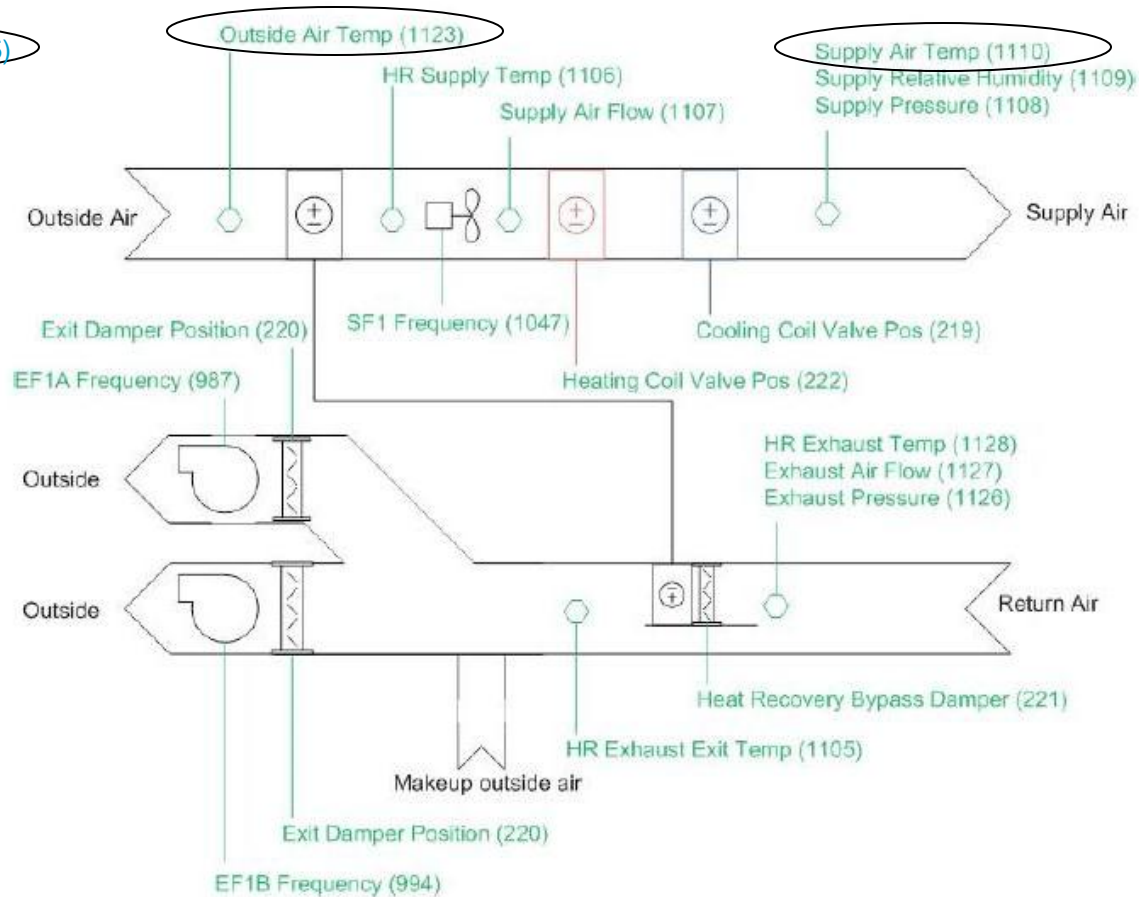 Outside Air Temp (1123)
HR Supply Temp (1106)
Supply Air Flow (1107)
Supply Air Temp (1110)
Supply Relative Humidity (1109)
Supply Pressure (1108)
Outside Air
Supply Air
Exit Damper Position (220)
SF1 Frequency (1047)
Cooling Coil Valve Pos (219)
EF1A Frequency (987)
Heating Coil Valve Pos (222)
HR Exhaust Temp (1128)
Exhaust Air Flow (1127)
Exhaust Pressure (1126)
Outside
Outside
Return Air
Heat Recovery Bypass Damper (221)
HR Exhaust Exit Temp (1105)
Makeup outside air
Exit Damper Position (220)
EF1B Frequency (994)